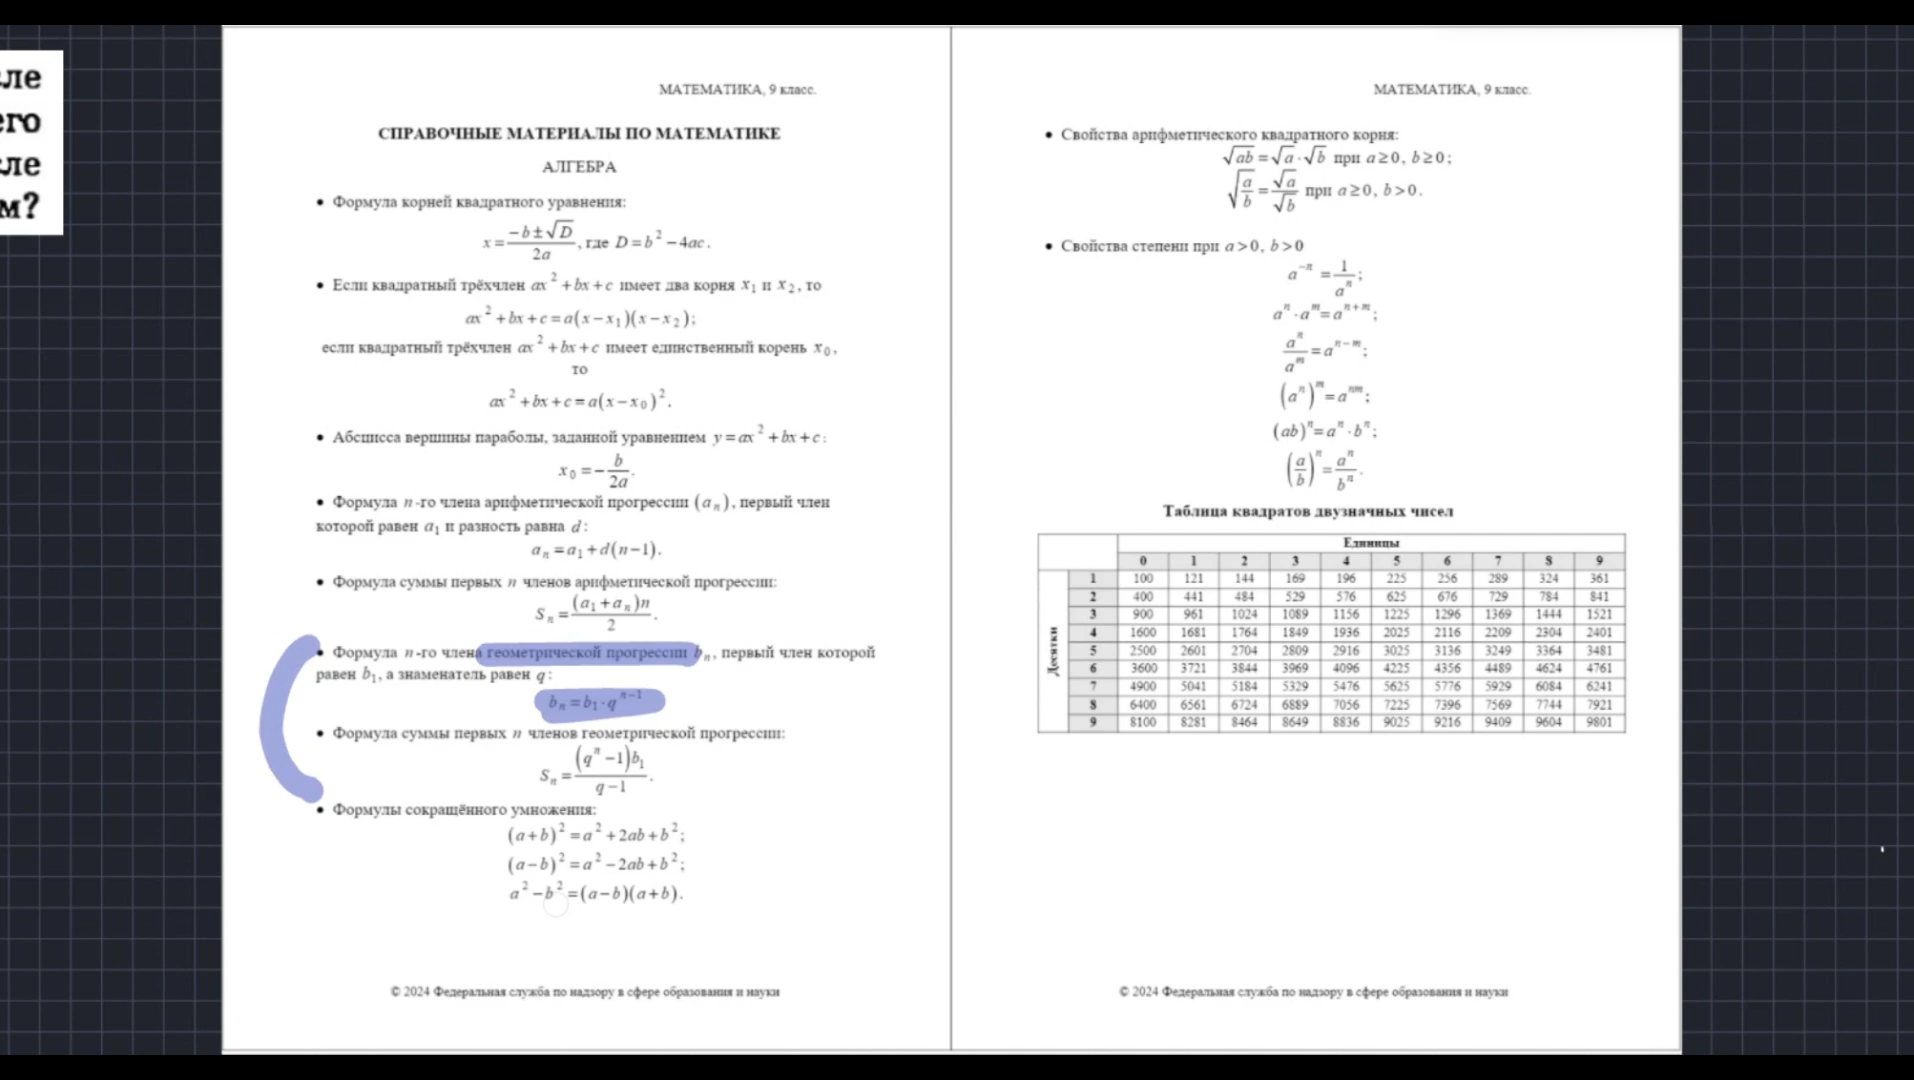 МАТЕМАТИКА, 9 класс.
СПРАВОЧНЫЕ МАТЕРИАЛЫ ПО МАТЕМАТИКЕ
АЛГЕБРА
• Формула корней квадратного уравнения:
x = (−b ± √D) / 2a, где D = b² − 4ac.
• Если квадратный трёхчлен ax² + bx + c имеет два корня x₁ и x₂, то
ax² + bx + c = a(x − x₁)(x − x₂);
если квадратный трёхчлен ax² + bx + c имеет единственный корень x₀,
то
ax² + bx + c = a(x − x₀)².
• Абсцисса вершины параболы, заданной уравнением y = ax² + bx + c:
x₀ = −b/2a.
• Формула n-го члена арифметической прогрессии (aₙ), первый член
которой равен a₁ и разность равна d:
aₙ = a₁ + d(n − 1).
• Формула суммы первых n членов арифметической прогрессии:
Sₙ = (a₁ + aₙ)n / 2.
• Формула n-го члена геометрической прогрессии bₙ, первый член которой
равен b₁, а знаменатель равен q:
bₙ = b₁ · qⁿ⁻¹
• Формула суммы первых n членов геометрической прогрессии:
Sₙ = (qⁿ − 1)b₁ / (q − 1).
• Формулы сокращённого умножения:
(a + b)² = a² + 2ab + b²;
(a − b)² = a² − 2ab + b²;
a² − b² = (a − b)(a + b).
© 2024 Федеральная служба по надзору в сфере образования и науки
МАТЕМАТИКА, 9 класс.
• Свойства арифметического квадратного корня:
√ab = √a · √b при a ≥ 0, b ≥ 0;
√(a/b) = √a / √b при a ≥ 0, b > 0.
• Свойства степени при a > 0, b > 0
a⁻ⁿ = 1/aⁿ;
aⁿ · aᵐ = aⁿ⁺ᵐ;
aⁿ/aᵐ = aⁿ⁻ᵐ;
(aⁿ)ᵐ = aⁿᵐ;
(ab)ⁿ = aⁿ · bⁿ;
(a/b)ⁿ = aⁿ/bⁿ.
Таблица квадратов двузначных чисел
Единицы
0 1 2 3 4 5 6 7 8 9
Десятки
1 100 121 144 169 196 225 256 289 324 361
2 400 441 484 529 576 625 676 729 784 841
3 900 961 1024 1089 1156 1225 1296 1369 1444 1521
4 1600 1681 1764 1849 1936 2025 2116 2209 2304 2401
5 2500 2601 2704 2809 2916 3025 3136 3249 3364 3481
6 3600 3721 3844 3969 4096 4225 4356 4489 4624 4761
7 4900 5041 5184 5329 5476 5625 5776 5929 6084 6241
8 6400 6561 6724 6889 7056 7225 7396 7569 7744 7921
9 8100 8281 8464 8649 8836 9025 9216 9409 9604 9801
© 2024 Федеральная служба по надзору в сфере образования и науки